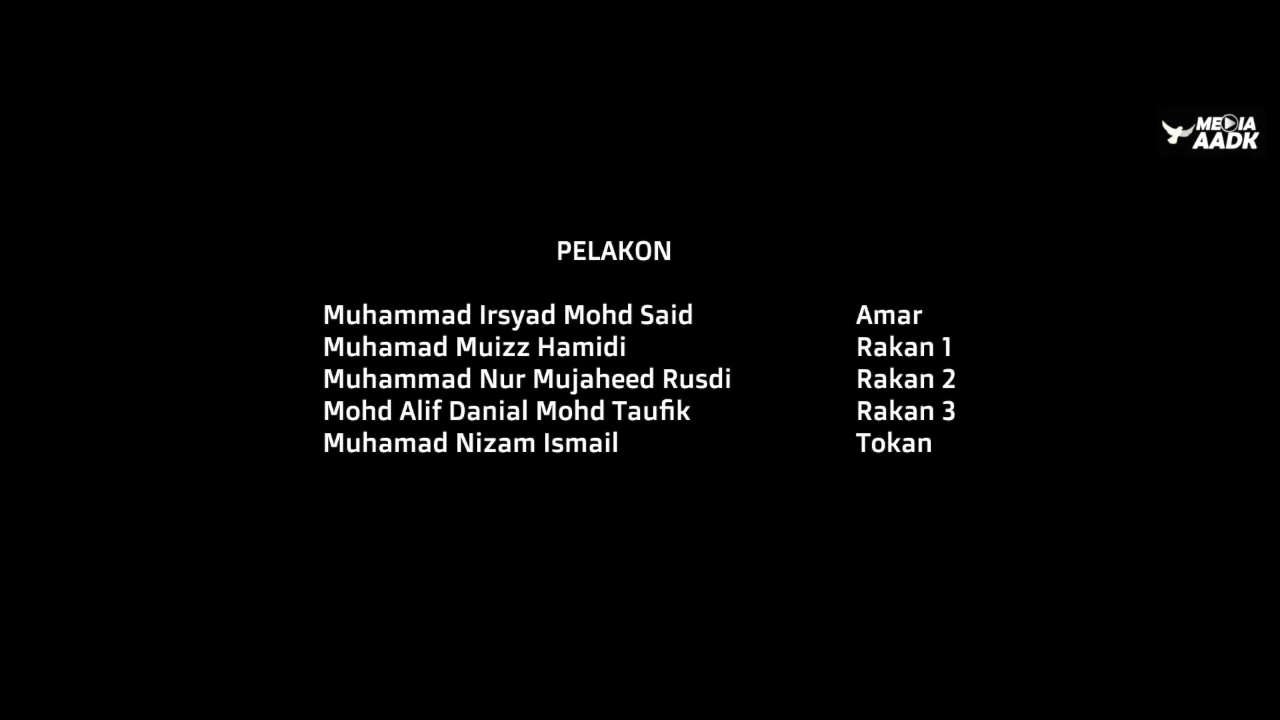 MEDIA
AADK
PELAKON
Muhammad Irsyad Mohd Said Amar
Muhamad Muizz Hamidi Rakan 1
Muhammad Nur Mujaheed Rusdi Rakan 2
Mohd Alif Danial Mohd Taufik Rakan 3
Muhamad Nizam Ismail Tokan